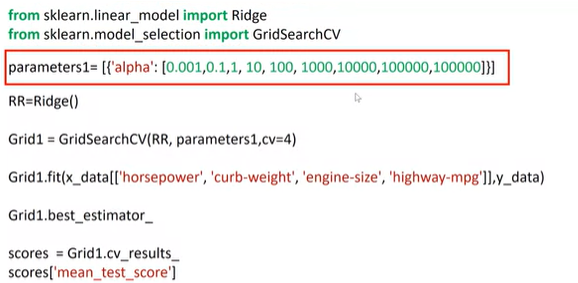 from sklearn.linear_model import Ridge
from sklearn.model_selection import GridSearchCV
parameters1= [{'alpha': [0.001,0.1,1, 10, 100, 1000,10000,100000,100000]}]
RR=Ridge()
Grid1 = GridSearchCV(RR, parameters1,cv=4)
Grid1.fit(x_data[['horsepower', 'curb-weight', 'engine-size', 'highway-mpg']],y_data)
Grid1.best_estimator_
scores  = Grid1.cv_results_
scores['mean_test_score']